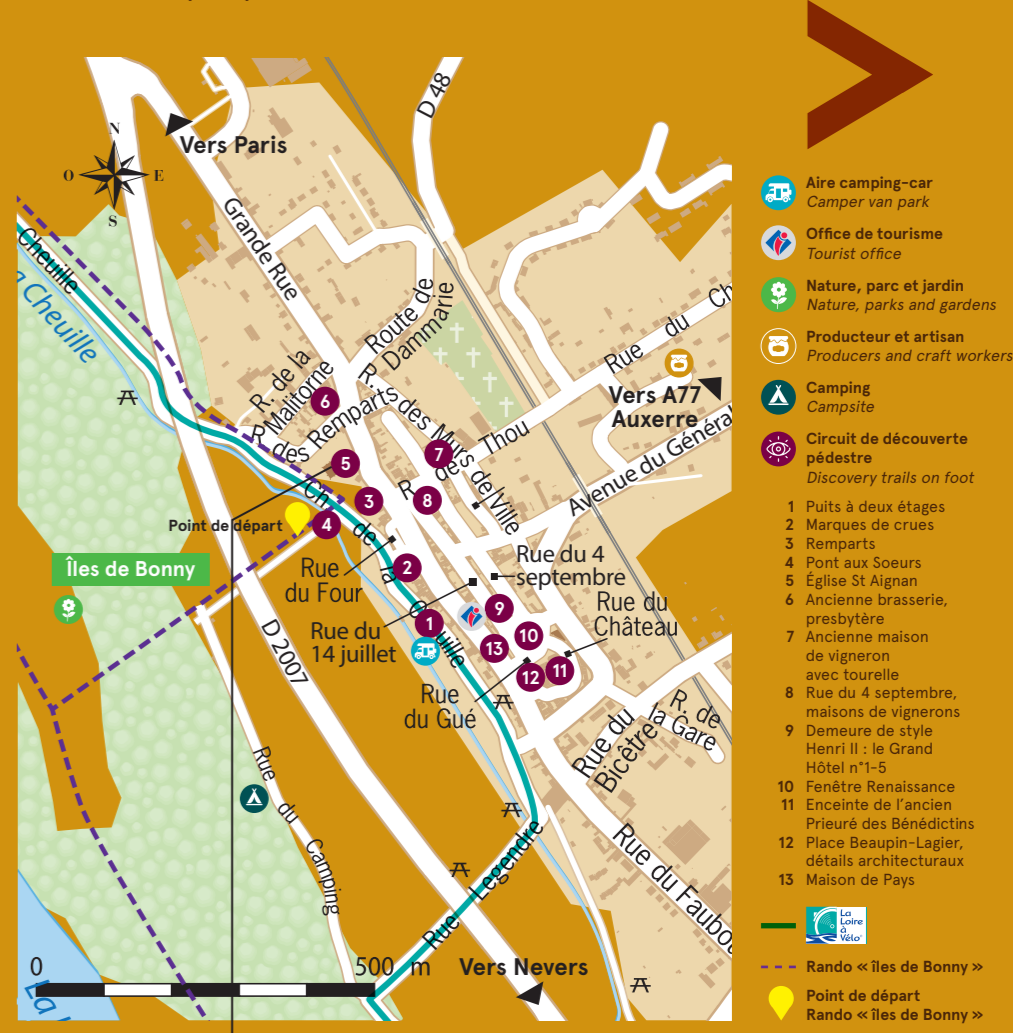 D 48
N
Vers Paris
O
E
S
Grande Rue
Cheuille
La Cheuille
Route de
Dammarie
R. de la
Malitorne
R. des Remparts
R. des Murs de Ville
Rue du Ch
Vers A77
Auxerre
Avenue du Général
R. de Thou
6
7
5
8
3
4
Point de départ
Ch. de la Cheuille
Îles de Bonny
Rue
du Four
2
Rue du 4
septembre
Rue du
14 juillet
1
9
10
13
Rue du
Château
12
11
Rue
du Gué
D 2007
R. de
la Gare
Rue du
Bicêtre
Rue du Camping
Rue Legendre
Rue du Faubou
0
500 m
Vers Nevers
La
Aire camping-car
Camper van park
Office de tourisme
Tourist office
Nature, parc et jardin
Nature, parks and gardens
Producteur et artisan
Producers and craft workers
Camping
Campsite
Circuit de découverte
pédestre
Discovery trails on foot
1 Puits à deux étages
2 Marques de crues
3 Remparts
4 Pont aux Soeurs
5 Église St Aignan
6 Ancienne brasserie,
presbytère
7 Ancienne maison
de vigneron
avec tourelle
8 Rue du 4 septembre,
maisons de vignerons
9 Demeure de style
Henri II : le Grand
Hôtel n°1-5
10 Fenêtre Renaissance
11 Enceinte de l'ancien
Prieuré des Bénédictins
12 Place Beaupin-Lagier,
détails architecturaux
13 Maison de Pays
La
Loire
à
Vélo
Rando « îles de Bonny »
Point de départ
Rando « îles de Bonny »